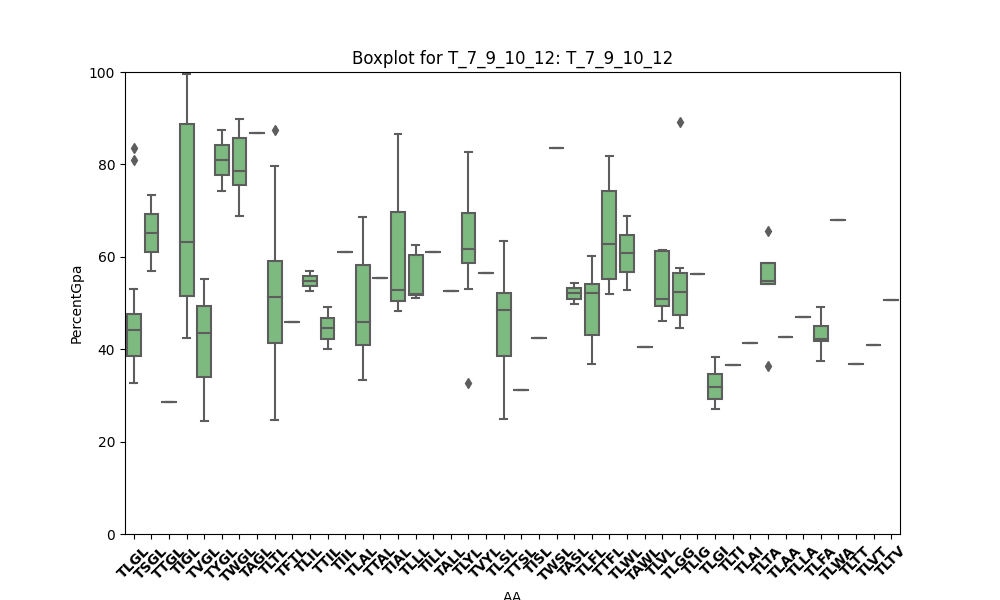 Boxplot for T_7_9_10_12: T_7_9_10_12
100
80
60
40
20
0
PercentGpa
TLGL
TSGL
TTGL
TIGL
TVGL
TYGL
TWGL
TAGL
TLTL
TFTL
TLIL
TTIL
TIIL
TLAL
TTAL
TIAL
TLLL
TILL
TALL
TLYL
TVYL
TLSL
TTSL
TISL
TWSL
TASL
TLFL
TTFL
TLWL
TAWL
TLVL
TLGG
TLIG
TLGI
TLTI
TLAI
TLTA
TLAA
TLLA
TLFA
TLWA
TLTT
TLVT
TLTV
AA